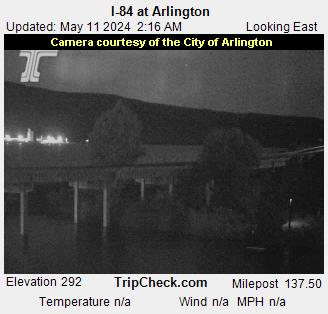 I-84 at Arlington
Updated: May 11 2024 2:16 AM Looking East
Camera courtesy of the City of Arlington
Elevation 292 TripCheck.com Milepost 137.50
Temperature n/a Wind n/a MPH n/a